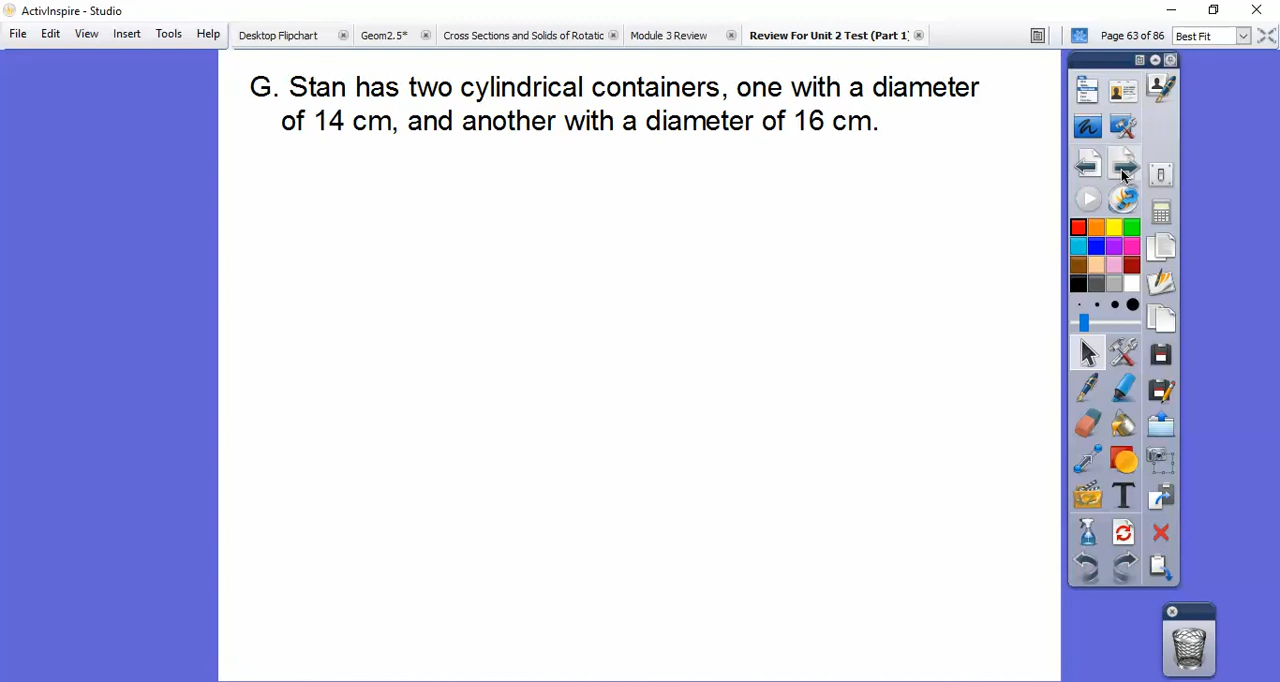 ActivInspire - Studio
File Edit View Insert Tools Help
Desktop Flipchart
Geom2.5*
Cross Sections and Solids of Rotatic
Module 3 Review
Review For Unit 2 Test (Part 1)
Page 63 of 86
Best Fit
G. Stan has two cylindrical containers, one with a diameter
of 14 cm, and another with a diameter of 16 cm.